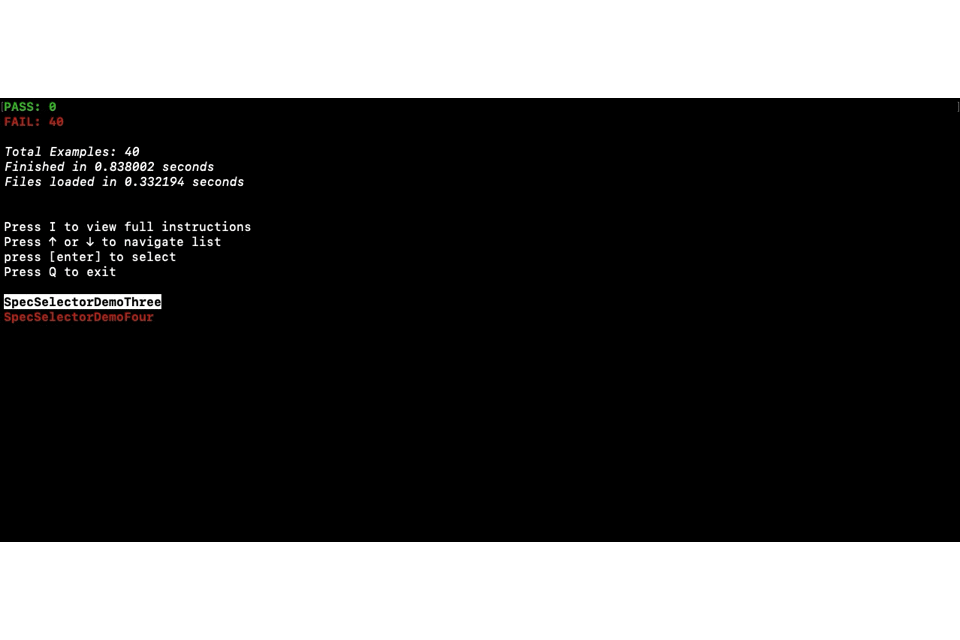 PASS: 0
FAIL: 40
Total Examples: 40
Finished in 0.838002 seconds
Files loaded in 0.332194 seconds
Press I to view full instructions
Press ↑ or ↓ to navigate list
press [enter] to select
Press Q to exit
SpecSelectorDemoThree
SpecSelectorDemoFour